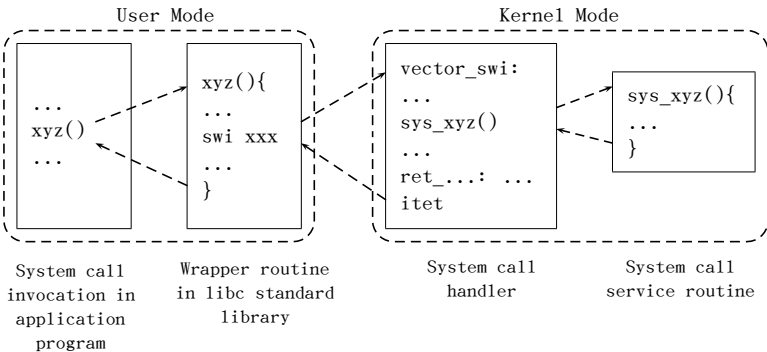 User Mode
Kernel Mode
...
xyz()
...
xyz(){
...
swi xxx
...
}
vector_swi:
...
sys_xyz()
...
ret_...: ...
itet
sys_xyz(){
...
}
System call
invocation in
application
program
Wrapper routine
in libc standard
library
System call
handler
System call
service routine